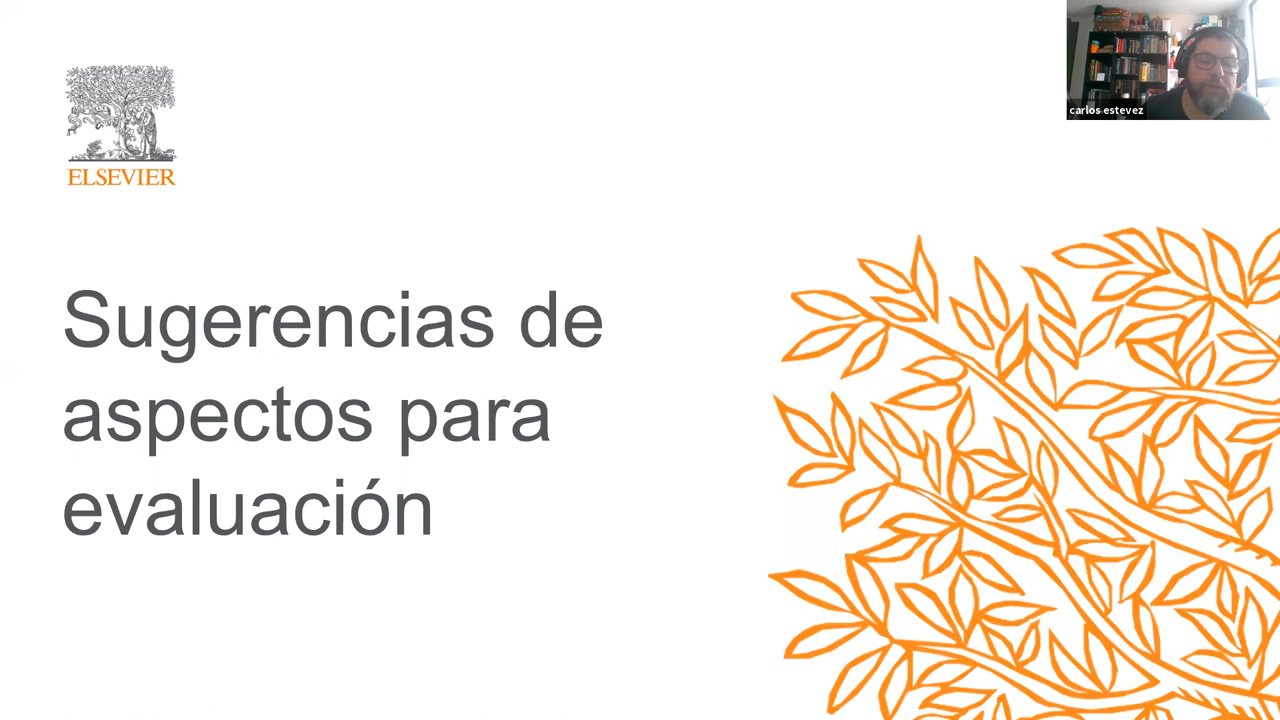 carlos estevez
ELSEVIER
Sugerencias de
aspectos para
evaluación